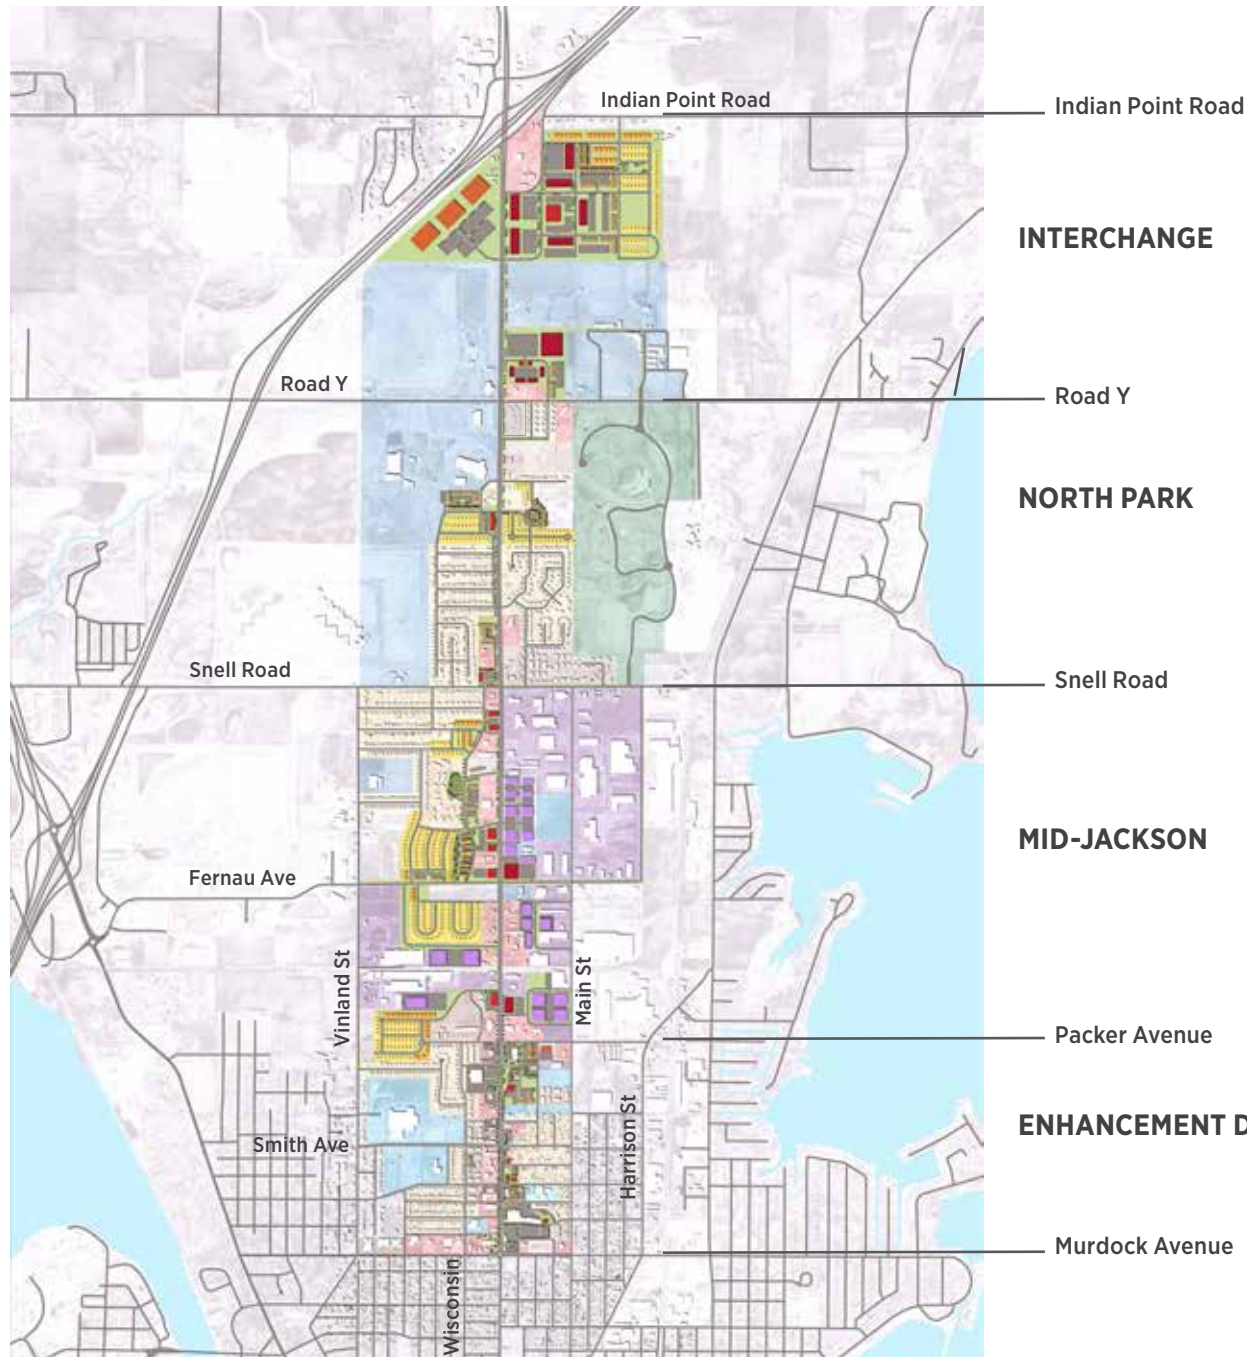 Indian Point Road
Indian Point Road
INTERCHANGE
Road Y
Road Y
NORTH PARK
Snell Road
Snell Road
MID-JACKSON
Fernau Ave
Vinland St
Main St
Packer Avenue
ENHANCEMENT D
Smith Ave
Harrison St
Murdock Avenue
Wisconsin